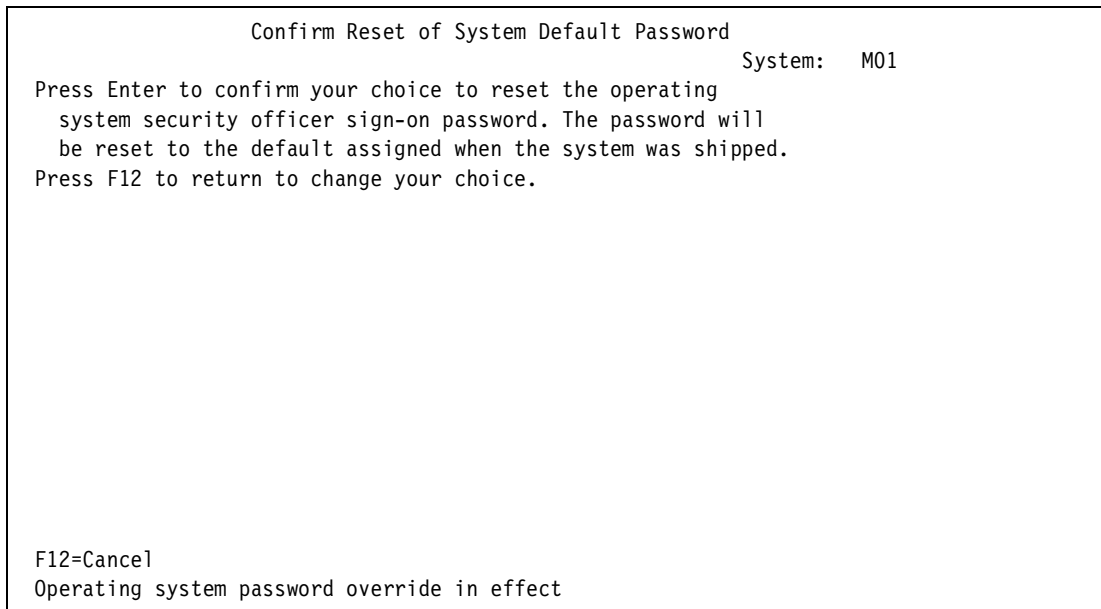 Confirm Reset of System Default Password
System: M01
Press Enter to confirm your choice to reset the operating
system security officer sign-on password. The password will
be reset to the default assigned when the system was shipped.
Press F12 to return to change your choice.
F12=Cancel
Operating system password override in effect